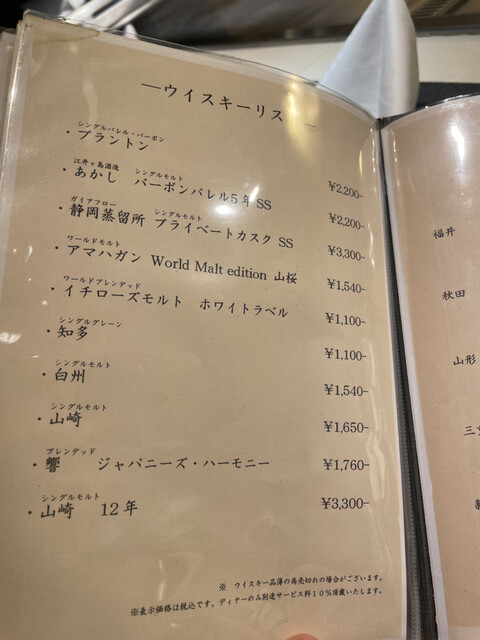 ―ウイスキーリス
シングルバレル・バーボン
・ブラントン ¥2,200-
江井ヶ島酒造 シングルモルト
・あかし バーボンバレル5年 SS ¥2,200-
ガイアフロー シングルモルト
・静岡蒸留所 プライベートカスク SS ¥3,300-
ワールドモルト
・アマハガン World Malt edition 山桜 ¥1,540-
ワールドブレンデッド
・イチローズモルト ホワイトラベル ¥1,100-
シングルグレーン
・知多 ¥1,100-
シングルモルト
・白州 ¥1,540-
シングルモルト
・山崎 ¥1,650-
ブレンデッド
・響 ジャパニーズ・ハーモニー ¥1,760-
シングルモルト
・山崎 12年 ¥3,300-
※ ウイスキー品薄の為売切れの場合がございます。
※表示価格は税込です。ディナーのみ別途サービス料10%頂戴いたします。
福井
秋田
山形
三